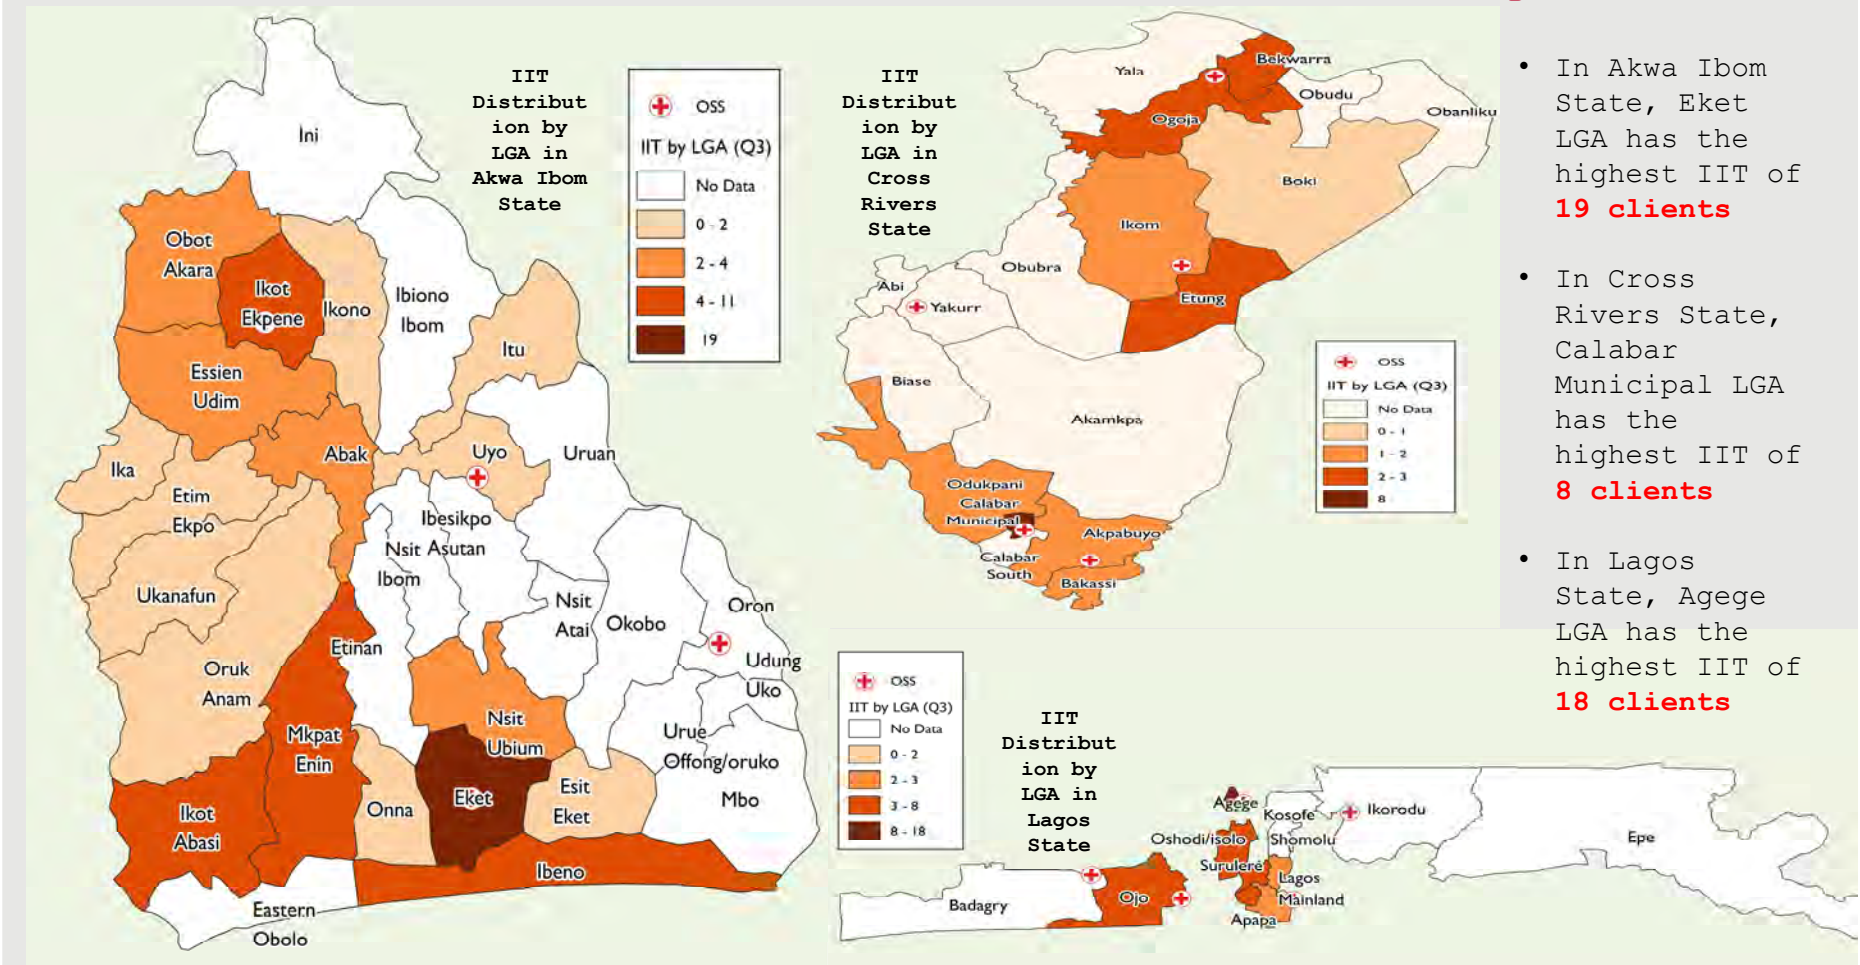 IIT
Distribut
ion by
LGA in
Akwa Ibom
State
OSS
IIT by LGA (Q3)
No Data
0 - 2
2 - 4
4 - 11
19
Ini
Obot
Akara
Ikot
Ekpene
Ikono
Ibiono
Ibom
Itu
Essien
Udim
Ika
Abak
Uyo
Uruan
Etim
Ekpo
Ibesikpo
Asutan
Nsit
Ibom
Ukanafun
Nsit
Atai
Okobo
Oron
Etinan
Udung
Uko
Oruk
Anam
Nsit
Ubium
Urue
Offong/oruko
Mkpat
Enin
Mbo
Ikot
Abasi
Onna
Eket
Esit
Eket
Ibeno
Eastern
Obolo
IIT
Distribut
ion by
LGA in
Cross
Rivers
State
Yala
Bekwarra
Obudu
Obanliku
Ogoja
Boki
Ikom
Obubra
Abi
Yakurr
Etung
Biase
Akamkpa
Odukpani
Calabar
Municipal
Akpabuyo
Calabar
South
Bakassi
OSS
IIT by LGA (Q3)
No Data
0 - 1
1 - 2
2 - 3
8
OSS
IIT by LGA (Q3)
No Data
0 - 2
2 - 3
3 - 8
8 - 18
IIT
Distribut
ion by
LGA in
Lagos
State
Agege
Kosofe
Ikorodu
Oshodi/isolo
Shomolu
Epe
Surulere
Lagos
Mainland
Ojo
Badagry
Apapa
• In Akwa Ibom
State, Eket
LGA has the
highest IIT of
19 clients
• In Cross
Rivers State,
Calabar
Municipal LGA
has the
highest IIT of
8 clients
• In Lagos
State, Agege
LGA has the
highest IIT of
18 clients